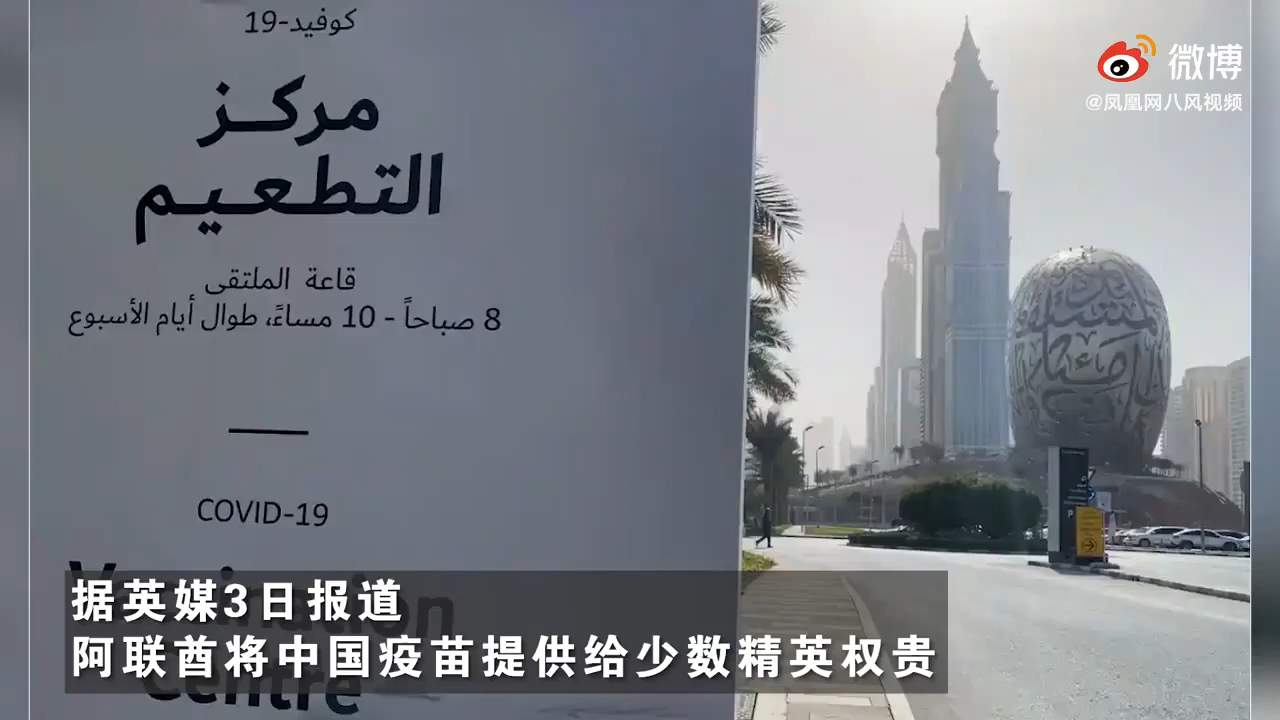 كوفيد-19
مركز
التطعيم
قاعة الملتقى
8 صباحاً - 10 مساءً، طوال أيام الأسبوع
COVID-19
Vaccination
Centre
微博
@凤凰网八风视频
P
据英媒3日报道
阿联酋将中国疫苗提供给少数精英权贵